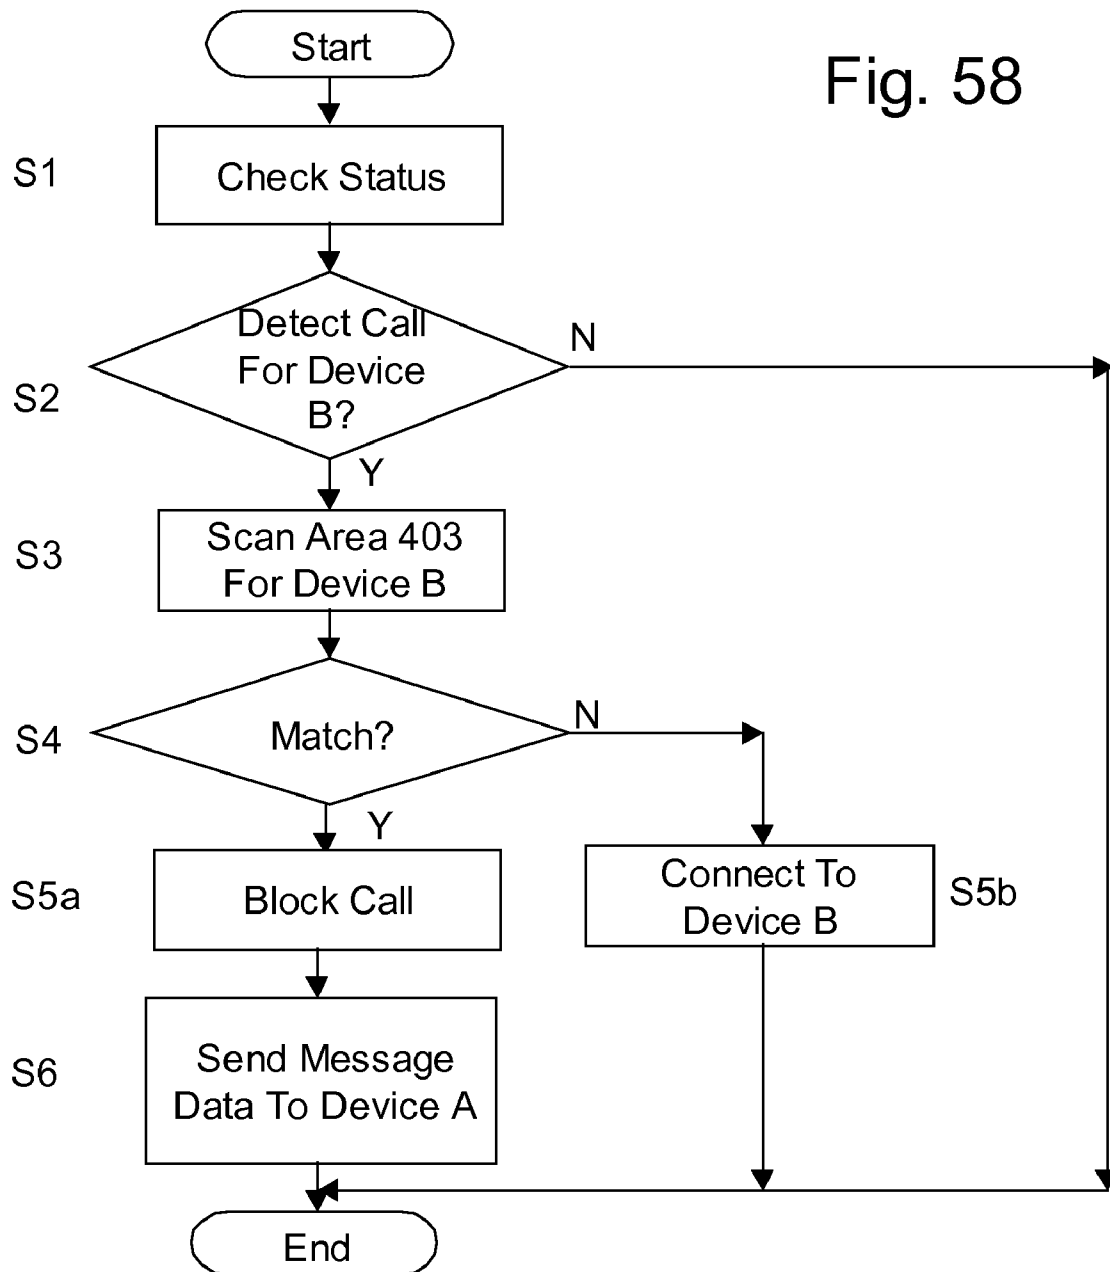 Start
Fig. 58
S1
Check Status
S2
Detect Call
For Device
B?
N
Y
S3
Scan Area 403
For Device B
S4
Match?
N
Y
S5a
Block Call
Connect To
Device B
S5b
S6
Send Message
Data To Device A
End